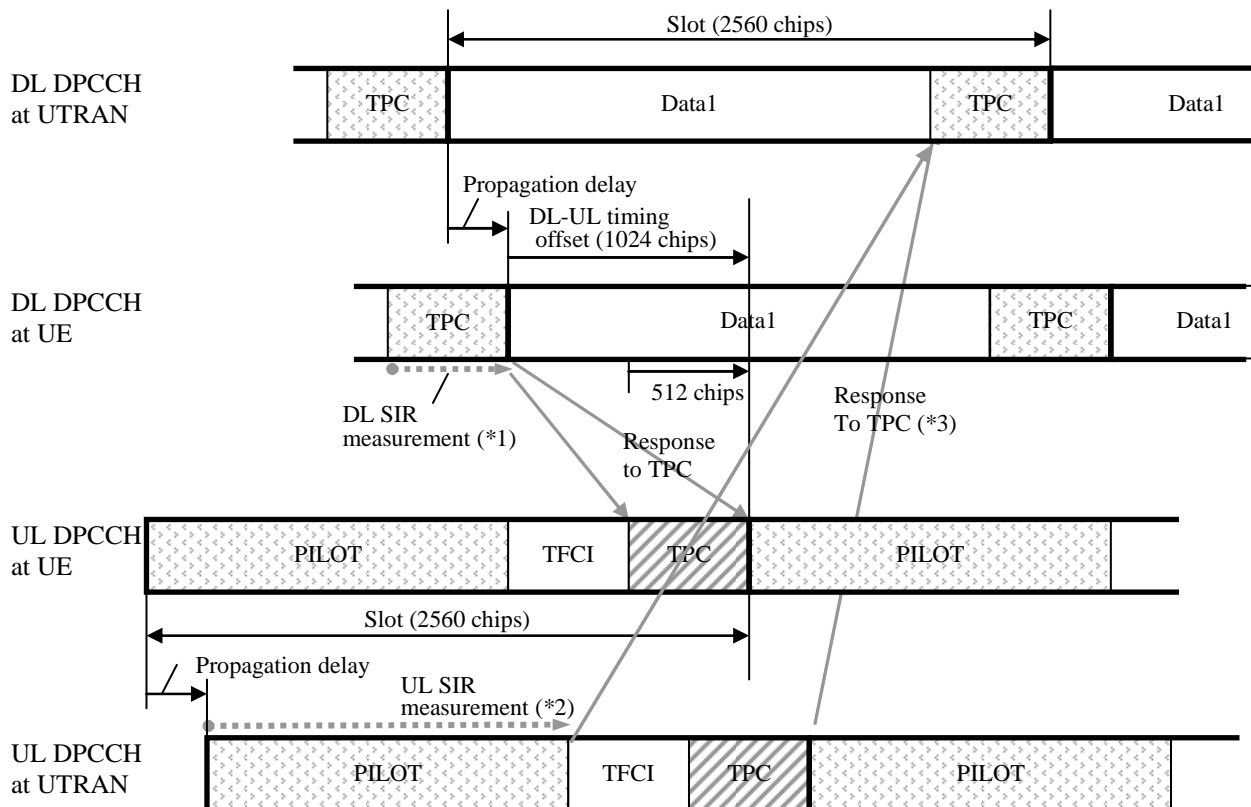 Slot (2560 chips)
DL DPCCH
at UTRAN
TPC
Data1
TPC
Data1
Propagation delay
DL-UL timing
offset (1024 chips)
DL DPCCH
at UE
TPC
Data1
TPC
Data1
512 chips
DL SIR
measurement (*1)
Response
to TPC
Response
To TPC (*3)
UL DPCCH
at UE
PILOT
TFCI
TPC
PILOT
Slot (2560 chips)
Propagation delay
UL SIR
measurement (*2)
UL DPCCH
at UTRAN
PILOT
TFCI
TPC
PILOT